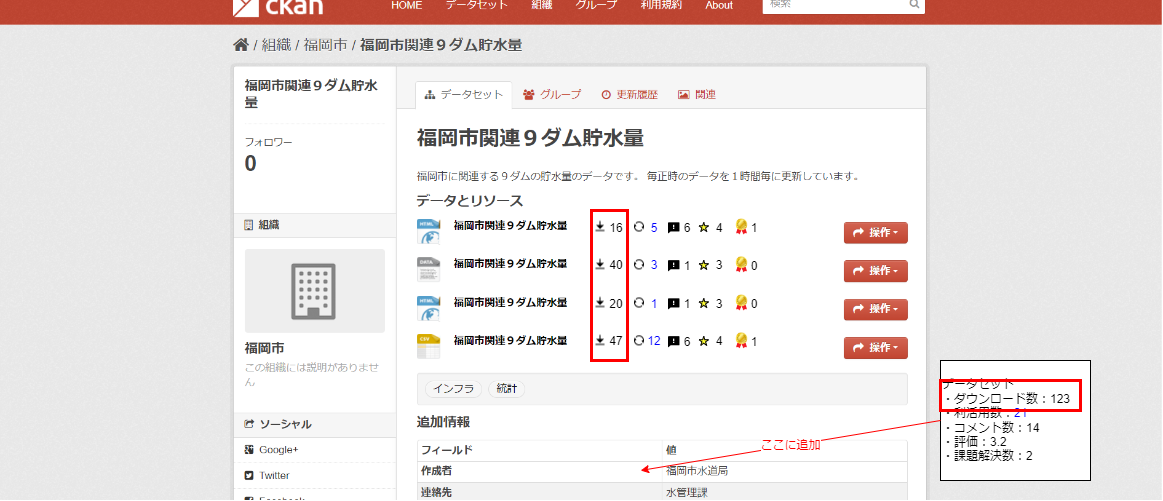 ckan
HOME データセット 組織 グループ 利用規約 About 検索
/ 組織 / 福岡市 / 福岡市関連９ダム貯水量
福岡市関連９ダム貯水
量
フォロワー
0
組織
福岡市
この組織には説明がありませ
ん
ソーシャル
Google+
Twitter
Facebook
データセット グループ 更新履歴 関連
福岡市関連９ダム貯水量
福岡市に関連する９ダムの貯水量のデータです。 毎正時のデータを１時間毎に更新しています。
データとリソース
HTML 福岡市関連９ダム貯水量 16 5 6 4 1 操作
DATA 福岡市関連９ダム貯水量 40 3 1 3 0 操作
HTML 福岡市関連９ダム貯水量 20 1 1 3 0 操作
CSV 福岡市関連９ダム貯水量 47 12 6 4 1 操作
インフラ 統計
追加情報
フィールド 値
作成者 福岡市水道局
連絡先 水管理課
ここに追加
データセット
・ダウンロード数：123
・利活用数：21
・コメント数：14
・評価：3.2
・課題解決数：2